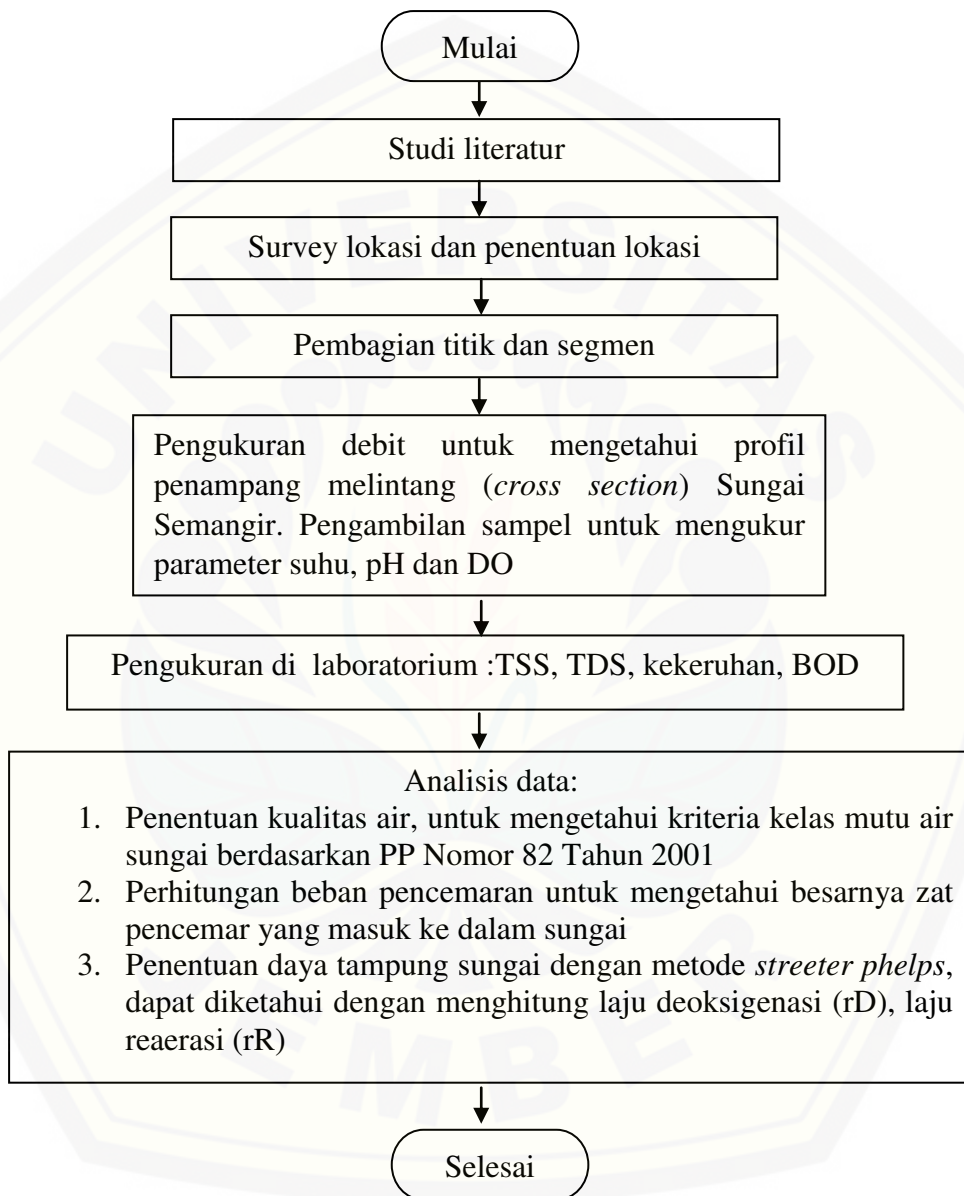 Mulai
Studi literatur
Survey lokasi dan penentuan lokasi
Pembagian titik dan segmen
Pengukuran debit untuk mengetahui profil
penampang melintang (cross section) Sungai
Semangir. Pengambilan sampel untuk mengukur
parameter suhu, pH dan DO
Pengukuran di laboratorium :TSS, TDS, kekeruhan, BOD
Analisis data:
1. Penentuan kualitas air, untuk mengetahui kriteria kelas mutu air
sungai berdasarkan PP Nomor 82 Tahun 2001
2. Perhitungan beban pencemaran untuk mengetahui besarnya zat
pencemar yang masuk ke dalam sungai
3. Penentuan daya tampung sungai dengan metode streeter phelps,
dapat diketahui dengan menghitung laju deoksigenasi (rD), laju
reaerasi (rR)
Selesai
UNIVERSITAS
JEMBER